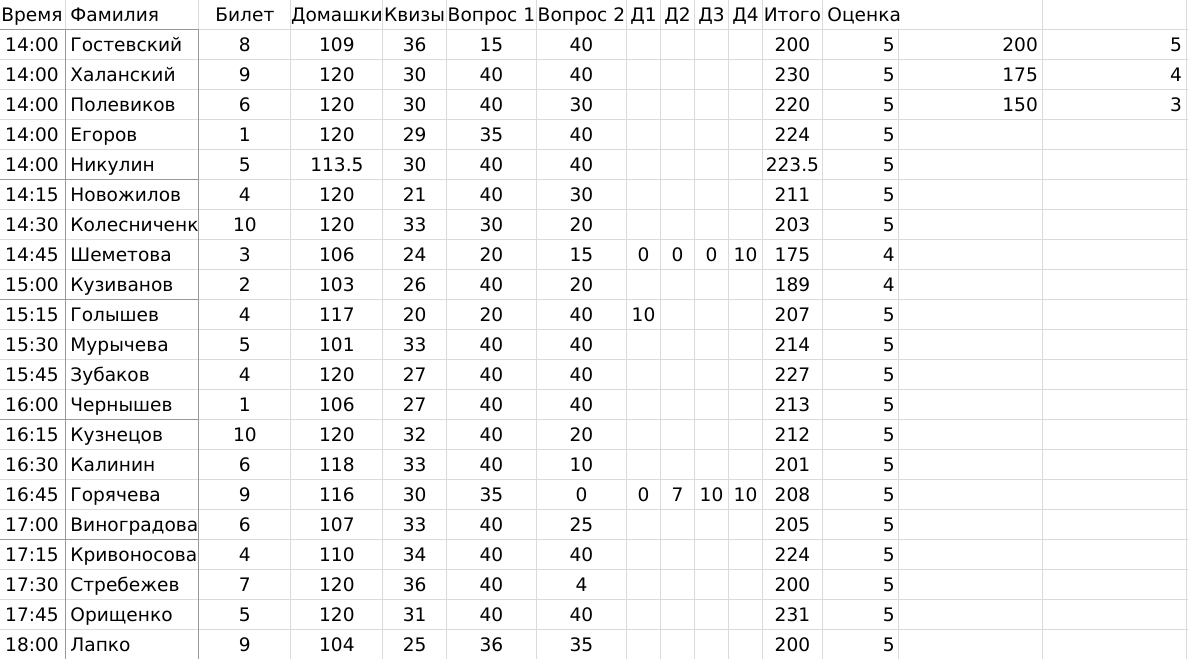 Время Фамилия Билет Домашки Квизы Вопрос 1 Вопрос 2 Д1 Д2 Д3 Д4 Итого Оценка
14:00 Гостевский 8 109 36 15 40 200 5 200 5
14:00 Халанский 9 120 30 40 40 230 5 175 4
14:00 Полевиков 6 120 30 40 30 220 5 150 3
14:00 Егоров 1 120 29 35 40 224 5
14:00 Никулин 5 113.5 30 40 40 223.5 5
14:15 Новожилов 4 120 21 40 30 211 5
14:30 Колесниченк 10 120 33 30 20 203 5
14:45 Шеметова 3 106 24 20 15 0 0 0 10 175 4
15:00 Кузиванов 2 103 26 40 20 189 4
15:15 Голышев 4 117 20 20 40 10 207 5
15:30 Мурычева 5 101 33 40 40 214 5
15:45 Зубаков 4 120 27 40 40 227 5
16:00 Чернышев 1 106 27 40 40 213 5
16:15 Кузнецов 10 120 32 40 20 212 5
16:30 Калинин 6 118 33 40 10 201 5
16:45 Горячева 9 116 30 35 0 0 7 10 10 208 5
17:00 Виноградова 6 107 33 40 25 205 5
17:15 Кривоносова 4 110 34 40 40 224 5
17:30 Стребежев 7 120 36 40 4 200 5
17:45 Орищенко 5 120 31 40 40 231 5
18:00 Лапко 9 104 25 36 35 200 5